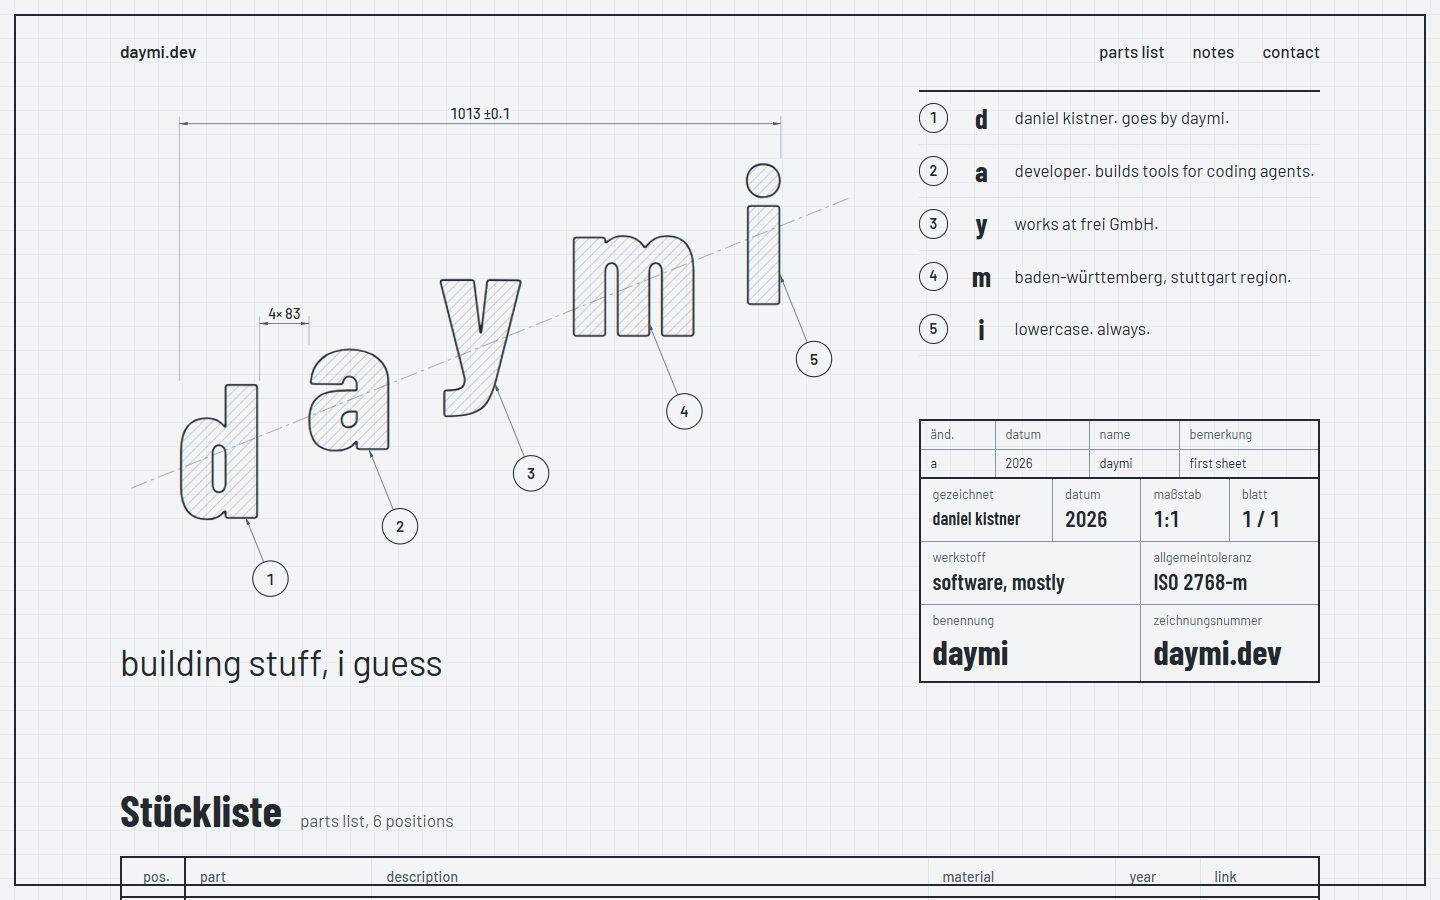 daymi.dev
parts list notes contact
1013 ±0.1
4× 83
d a y m i
1
2
3
4
5
building stuff, i guess
1 d daniel kistner. goes by daymi.
2 a developer. builds tools for coding agents.
3 y works at frei GmbH.
4 m baden-württemberg, stuttgart region.
5 i lowercase. always.
änd. datum name bemerkung
a 2026 daymi first sheet
gezeichnet datum maßstab blatt
daniel kistner 2026 1:1 1 / 1
werkstoff allgemeintoleranz
software, mostly ISO 2768-m
benennung zeichnungsnummer
daymi daymi.dev
Stückliste parts list, 6 positions
pos. part description material year link